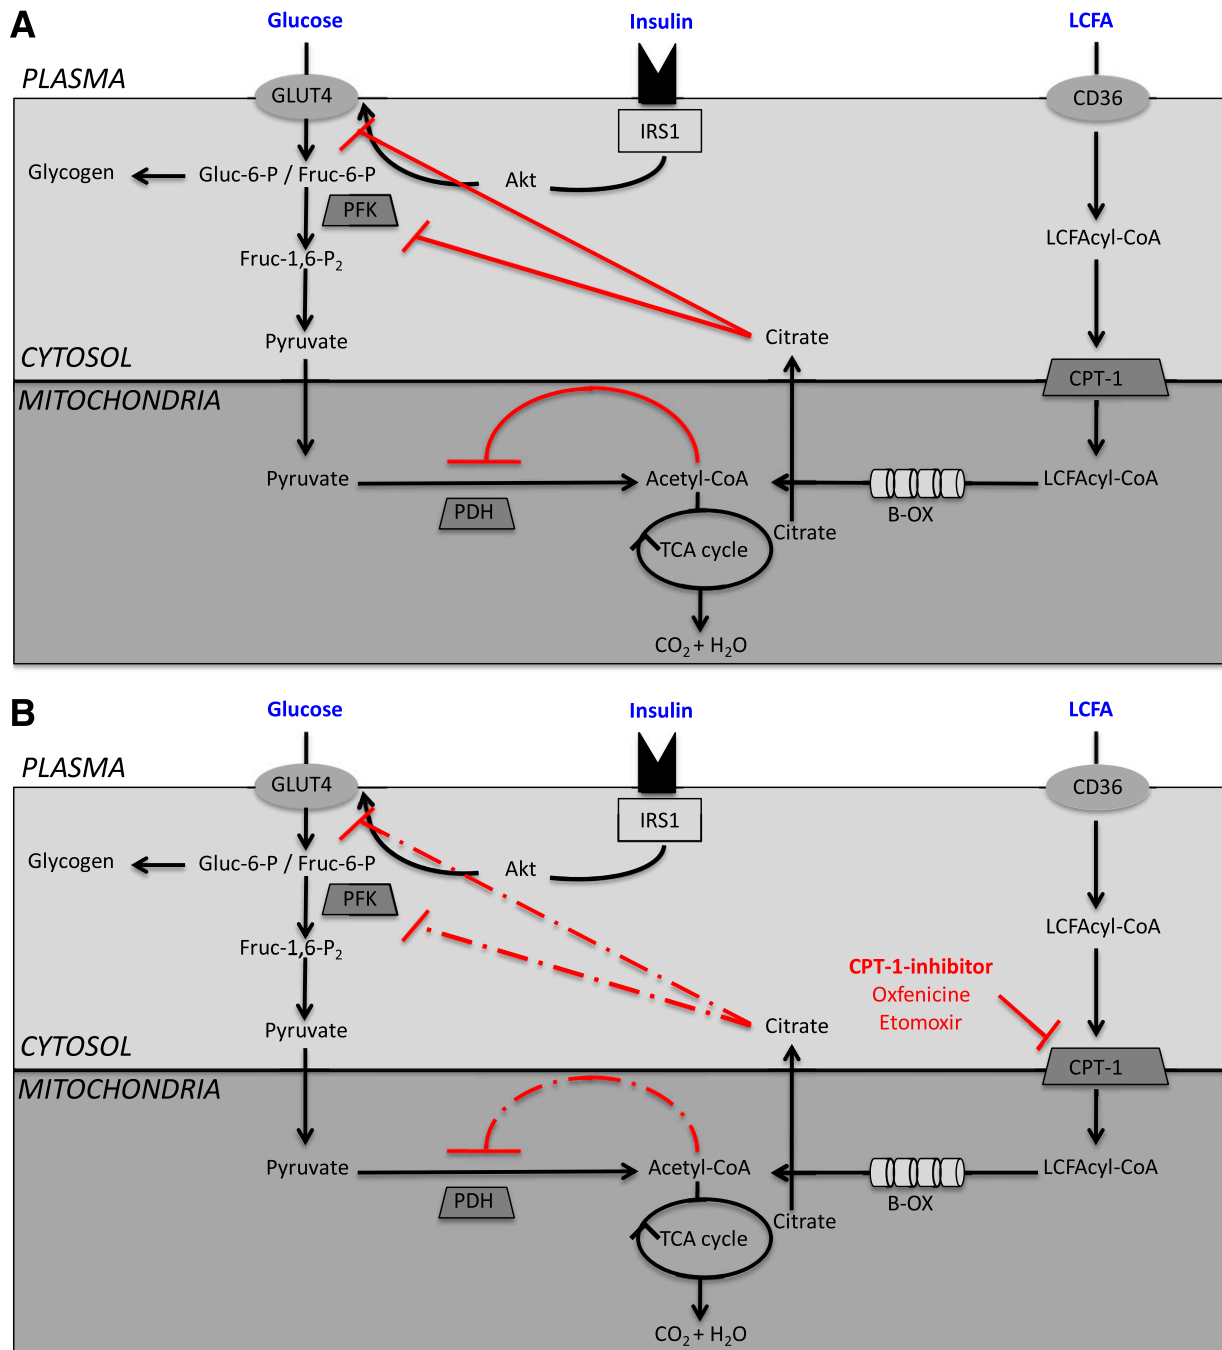 A
Glucose
Insulin
LCFA
PLASMA
GLUT4
CD36
IRS1
Glycogen
Gluc-6-P / Fruc-6-P
Akt
PFK
LCFAcyl-CoA
Fruc-1,6-P2
Pyruvate
Citrate
CYTOSOL
MITOCHONDRIA
CPT-1
Pyruvate
Acetyl-CoA
LCFAcyl-CoA
PDH
B-OX
Citrate
TCA cycle
CO2 + H2O
B
Glucose
Insulin
LCFA
PLASMA
GLUT4
CD36
IRS1
Glycogen
Gluc-6-P / Fruc-6-P
Akt
PFK
LCFAcyl-CoA
Fruc-1,6-P2
CPT-1-inhibitor
Oxfenicine
Etomoxir
Pyruvate
Citrate
CYTOSOL
MITOCHONDRIA
CPT-1
Pyruvate
Acetyl-CoA
LCFAcyl-CoA
PDH
B-OX
Citrate
TCA cycle
CO2 + H2O